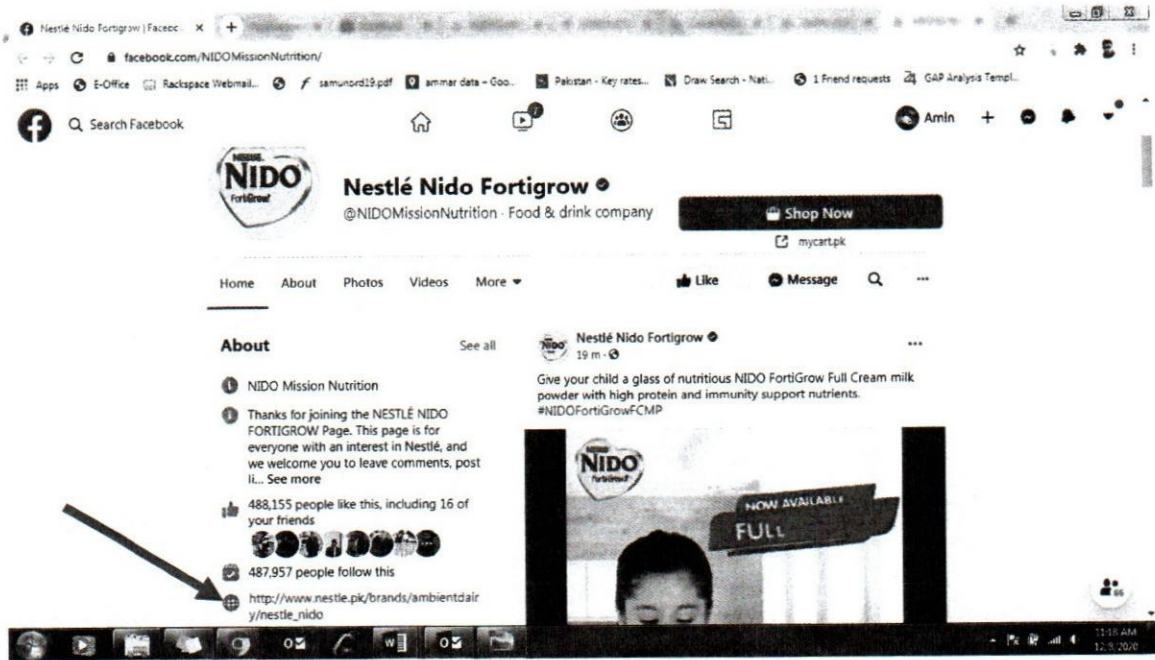 Nestlé Nido Fortigrow | Faceboo
facebook.com/NIDOMissionNutrition/
Apps E-Office Rackspace Webmail... samunord19.pdf ammar data – Goo... Pakistan - Key rates... Draw Search - Nati... 1 Friend requests GAP Analysis Templ...
Search Facebook
Amin
NIDO
FortiGrow
Nestlé Nido Fortigrow
@NIDOMissionNutrition · Food & drink company
Shop Now
mycart.pk
Home About Photos Videos More
Like Message
About See all
NIDO Mission Nutrition
Thanks for joining the NESTLÉ NIDO
FORTIGROW Page. This page is for
everyone with an interest in Nestlé, and
we welcome you to leave comments, post
li... See more
488,155 people like this, including 16 of
your friends
487,957 people follow this
http://www.nestle.pk/brands/ambientdair
y/nestle_nido
Nestlé Nido Fortigrow
19 m ·
Give your child a glass of nutritious NIDO FortiGrow Full Cream milk
powder with high protein and immunity support nutrients.
#NIDOFortiGrowFCMP
NIDO
FortiGrow
NOW AVAILABLE
FULL
66
11:18 AM